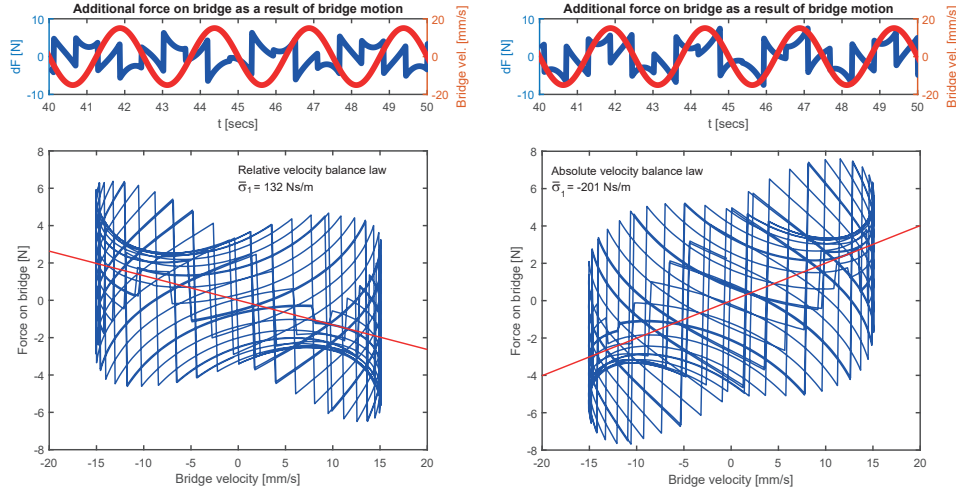 Additional force on bridge as a result of bridge motion
10
0
-10
dF [N]
20
0
-20
Bridge vel. [mm/s]
40 41 42 43 44 45 46 47 48 49 50
t [secs]
Additional force on bridge as a result of bridge motion
10
0
-10
dF [N]
20
0
-20
Bridge vel. [mm/s]
40 41 42 43 44 45 46 47 48 49 50
t [secs]
8
6
4
2
0
-2
-4
-6
-8
Force on bridge [N]
Relative velocity balance law
σ̅₁ = 132 Ns/m
-20 -15 -10 -5 0 5 10 15 20
Bridge velocity [mm/s]
8
6
4
2
0
-2
-4
-6
-8
Force on bridge [N]
Absolute velocity balance law
σ̅₁ = -201 Ns/m
-20 -15 -10 -5 0 5 10 15 20
Bridge velocity [mm/s]